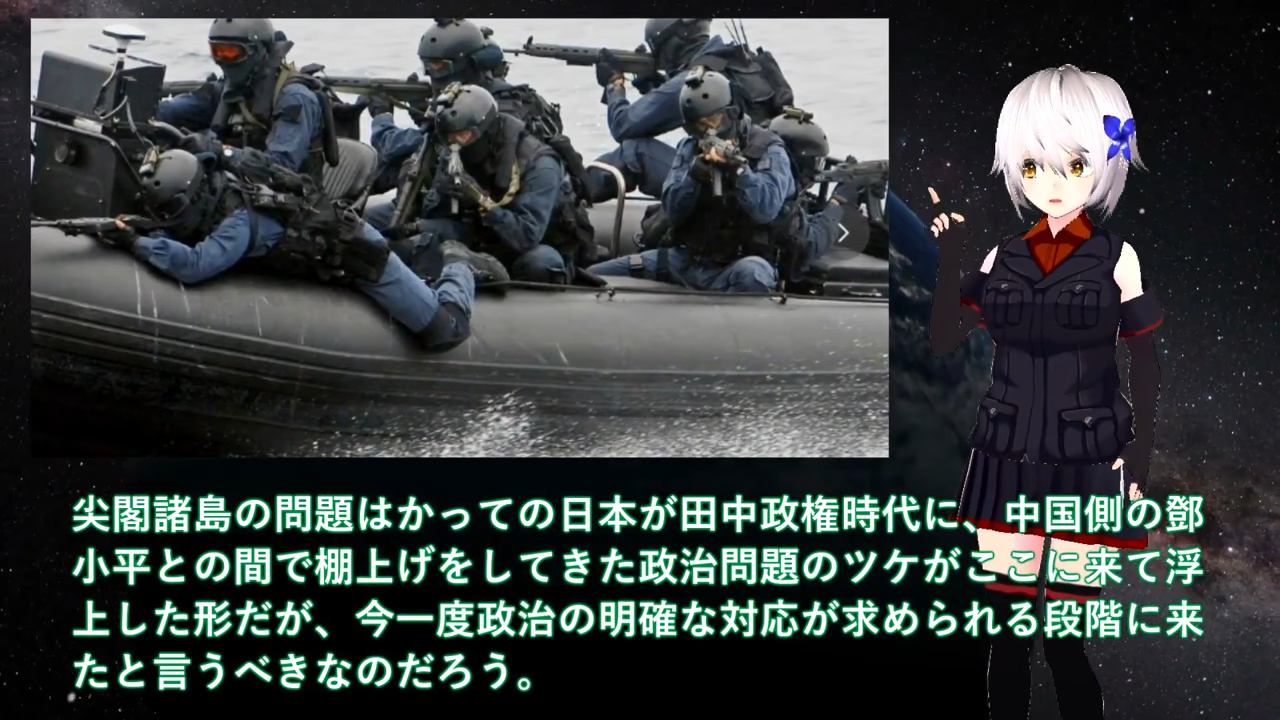 尖閣諸島の問題はかっての日本が田中政権時代に、中国側の鄧
小平との間で棚上げをしてきた政治問題のツケがここに来て浮
上した形だが、今一度政治の明確な対応が求められる段階に来
たと言うべきなのだろう。